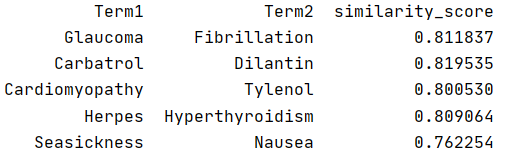 Term1 Term2 similarity_score
Glaucoma Fibrillation 0.811837
Carbatrol Dilantin 0.819535
Cardiomyopathy Tylenol 0.800530
Herpes Hyperthyroidism 0.809064
Seasickness Nausea 0.762254